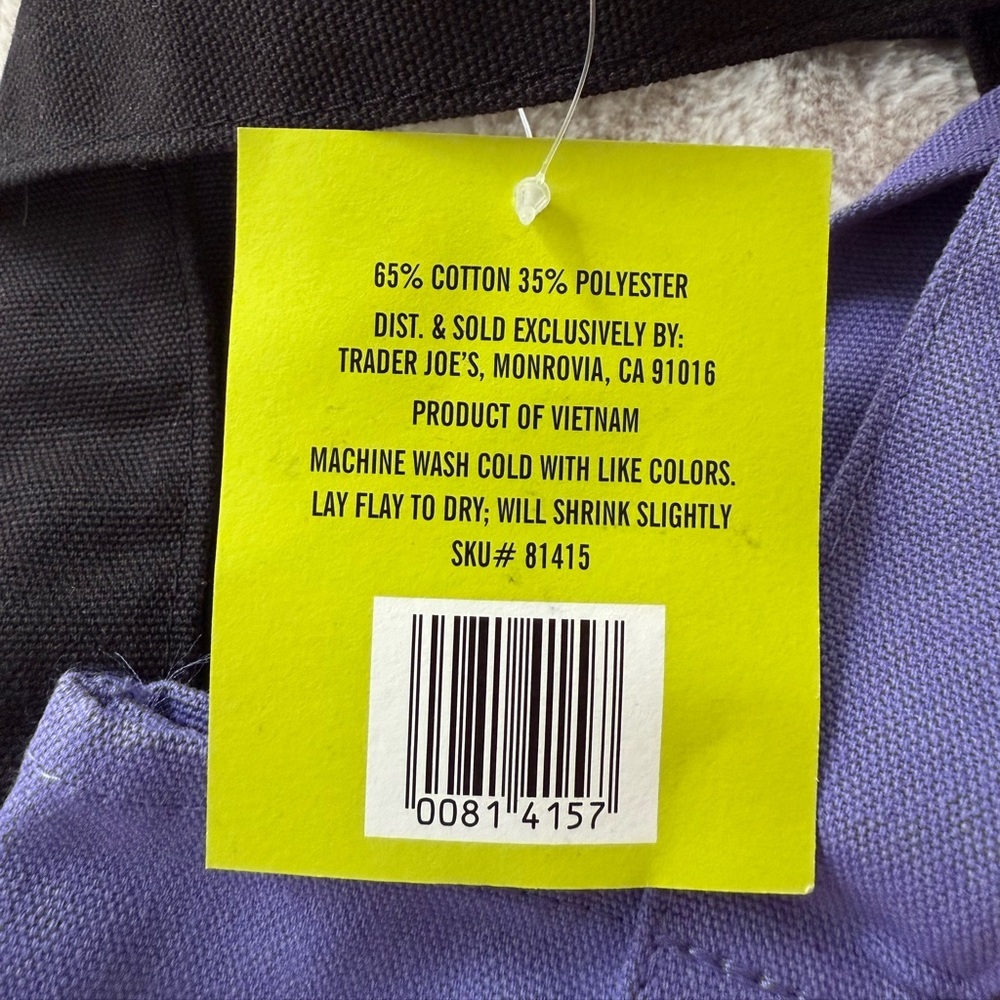 65% COTTON 35% POLYESTER
DIST. & SOLD EXCLUSIVELY BY:
TRADER JOE'S, MONROVIA, CA 91016
PRODUCT OF VIETNAM
MACHINE WASH COLD WITH LIKE COLORS.
LAY FLAY TO DRY; WILL SHRINK SLIGHTLY
SKU# 81415
0081 4157